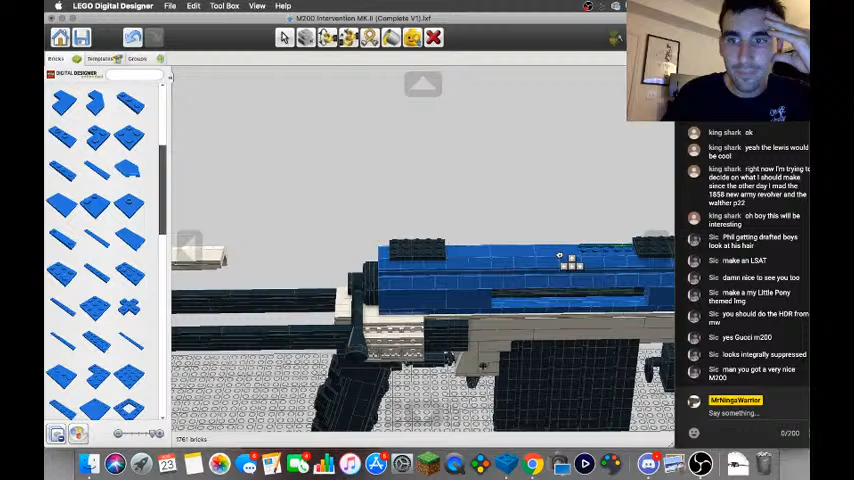 LEGO Digital Designer File Edit Tool Box View Help
M200 Intervention MK.II (Complete V1).lxf
Bricks Templates Groups
DIGITAL DESIGNER
king shark ok
king shark yeah the lewis would
be cool
king shark right now I'm trying to
decide on what I should make
since the other day I mad the
1858 new army revolver and
the walther p22
king shark oh boy this will be
interesting
Sic Phil getting drafted boys
look at his hair
Sic make an LSAT
Sic damn nice to see you too
Sic make a my Little Pony
themed lmg
Sic you should do the HDR from
mw
Sic yes Gucci m200
Sic looks integrally suppressed
Sic man you got a very nice
M200
MrNingaWarrior
Say something...
0/200
1761 bricks
23